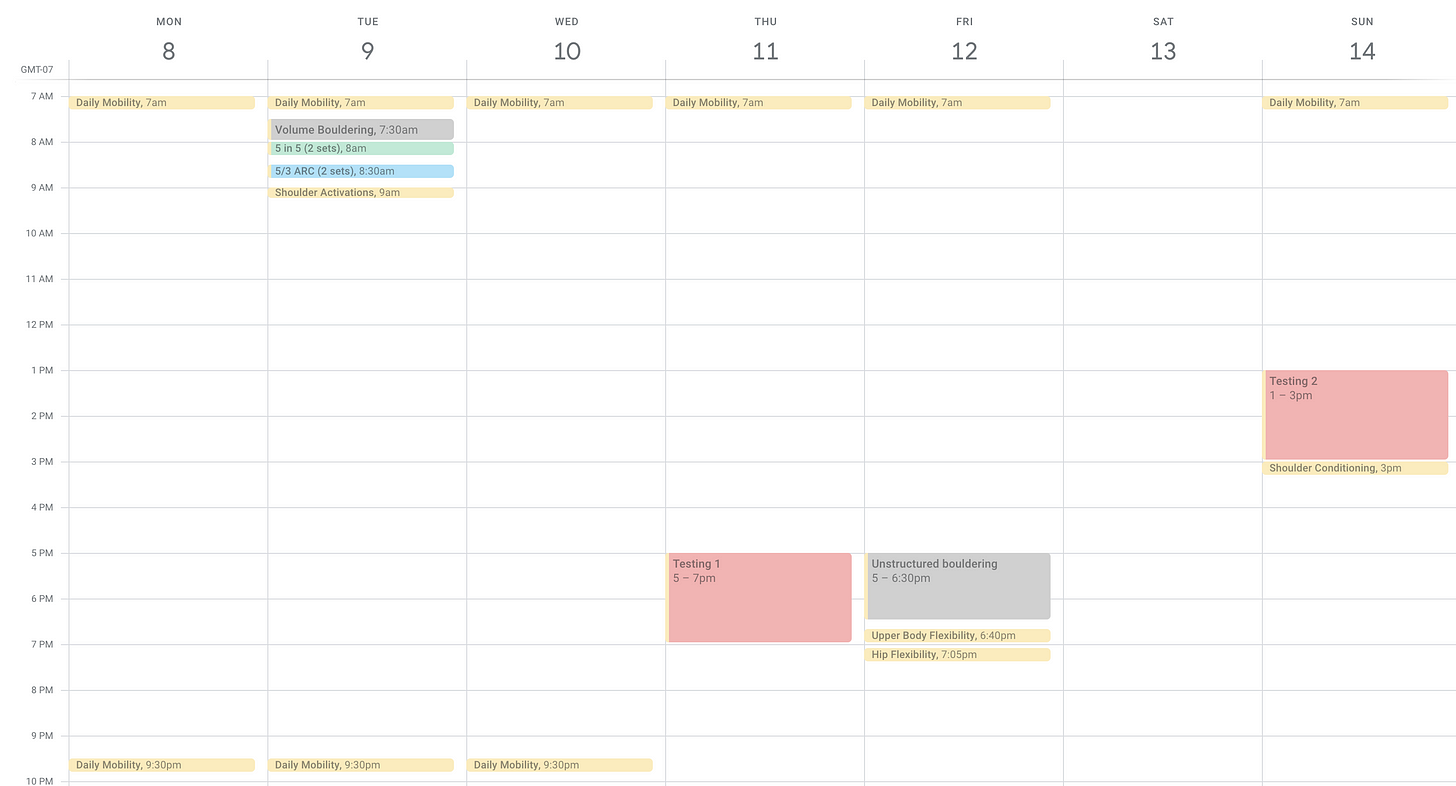 MON
TUE
WED
THU
FRI
SAT
SUN
8
9
10
11
12
13
14
GMT-07
7 AM
Daily Mobility, 7am
Daily Mobility, 7am
Daily Mobility, 7am
Daily Mobility, 7am
Daily Mobility, 7am
Daily Mobility, 7am
Volume Bouldering, 7:30am
8 AM
5 in 5 (2 sets), 8am
5/3 ARC (2 sets), 8:30am
9 AM
Shoulder Activations, 9am
10 AM
11 AM
12 PM
1 PM
Testing 2
1 – 3pm
2 PM
3 PM
Shoulder Conditioning, 3pm
4 PM
5 PM
Testing 1
5 – 7pm
Unstructured bouldering
5 – 6:30pm
6 PM
Upper Body Flexibility, 6:40pm
7 PM
Hip Flexibility, 7:05pm
8 PM
9 PM
Daily Mobility, 9:30pm
Daily Mobility, 9:30pm
Daily Mobility, 9:30pm
10 PM